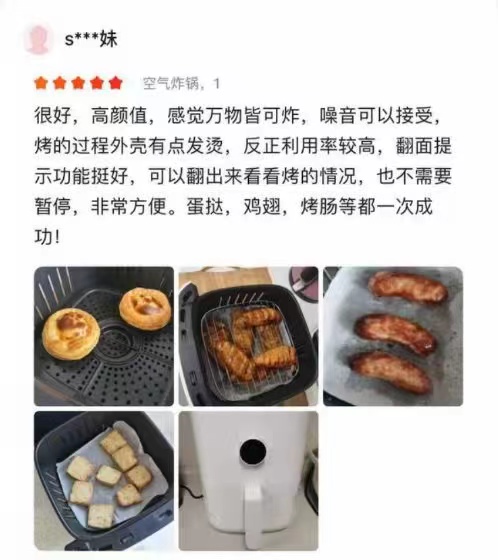 s***妹
空气炸锅，1
很好，高颜值，感觉万物皆可炸，噪音可以接受，
烤的过程外壳有点发烫，反正利用率较高，翻面提
示功能挺好，可以翻出来看看烤的情况，也不需要
暂停，非常方便。蛋挞，鸡翅，烤肠等都一次成
功！